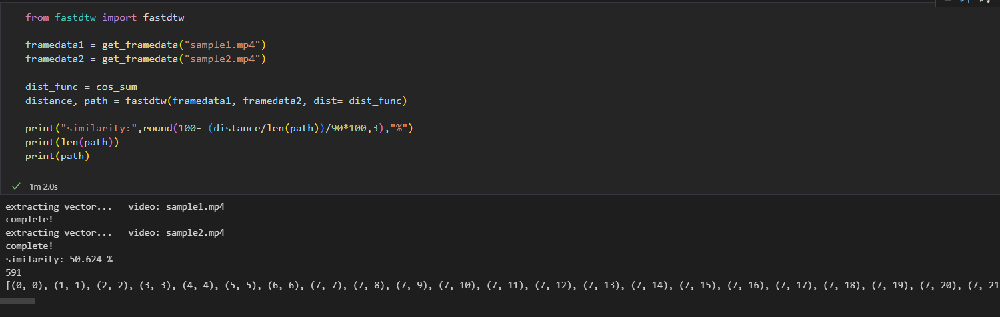 from fastdtw import fastdtw
framedata1 = get_framedata("sample1.mp4")
framedata2 = get_framedata("sample2.mp4")
dist_func = cos_sum
distance, path = fastdtw(framedata1, framedata2, dist= dist_func)
print("similarity:",round(100- (distance/len(path))/90*100,3),"%")
print(len(path))
print(path)
1m 2.0s
extracting vector...   video: sample1.mp4
complete!
extracting vector...   video: sample2.mp4
complete!
similarity: 50.624 %
591
[(0, 0), (1, 1), (2, 2), (3, 3), (4, 4), (5, 5), (6, 6), (7, 7), (7, 8), (7, 9), (7, 10), (7, 11), (7, 12), (7, 13), (7, 14), (7, 15), (7, 16), (7, 17), (7, 18), (7, 19), (7, 20), (7, 21